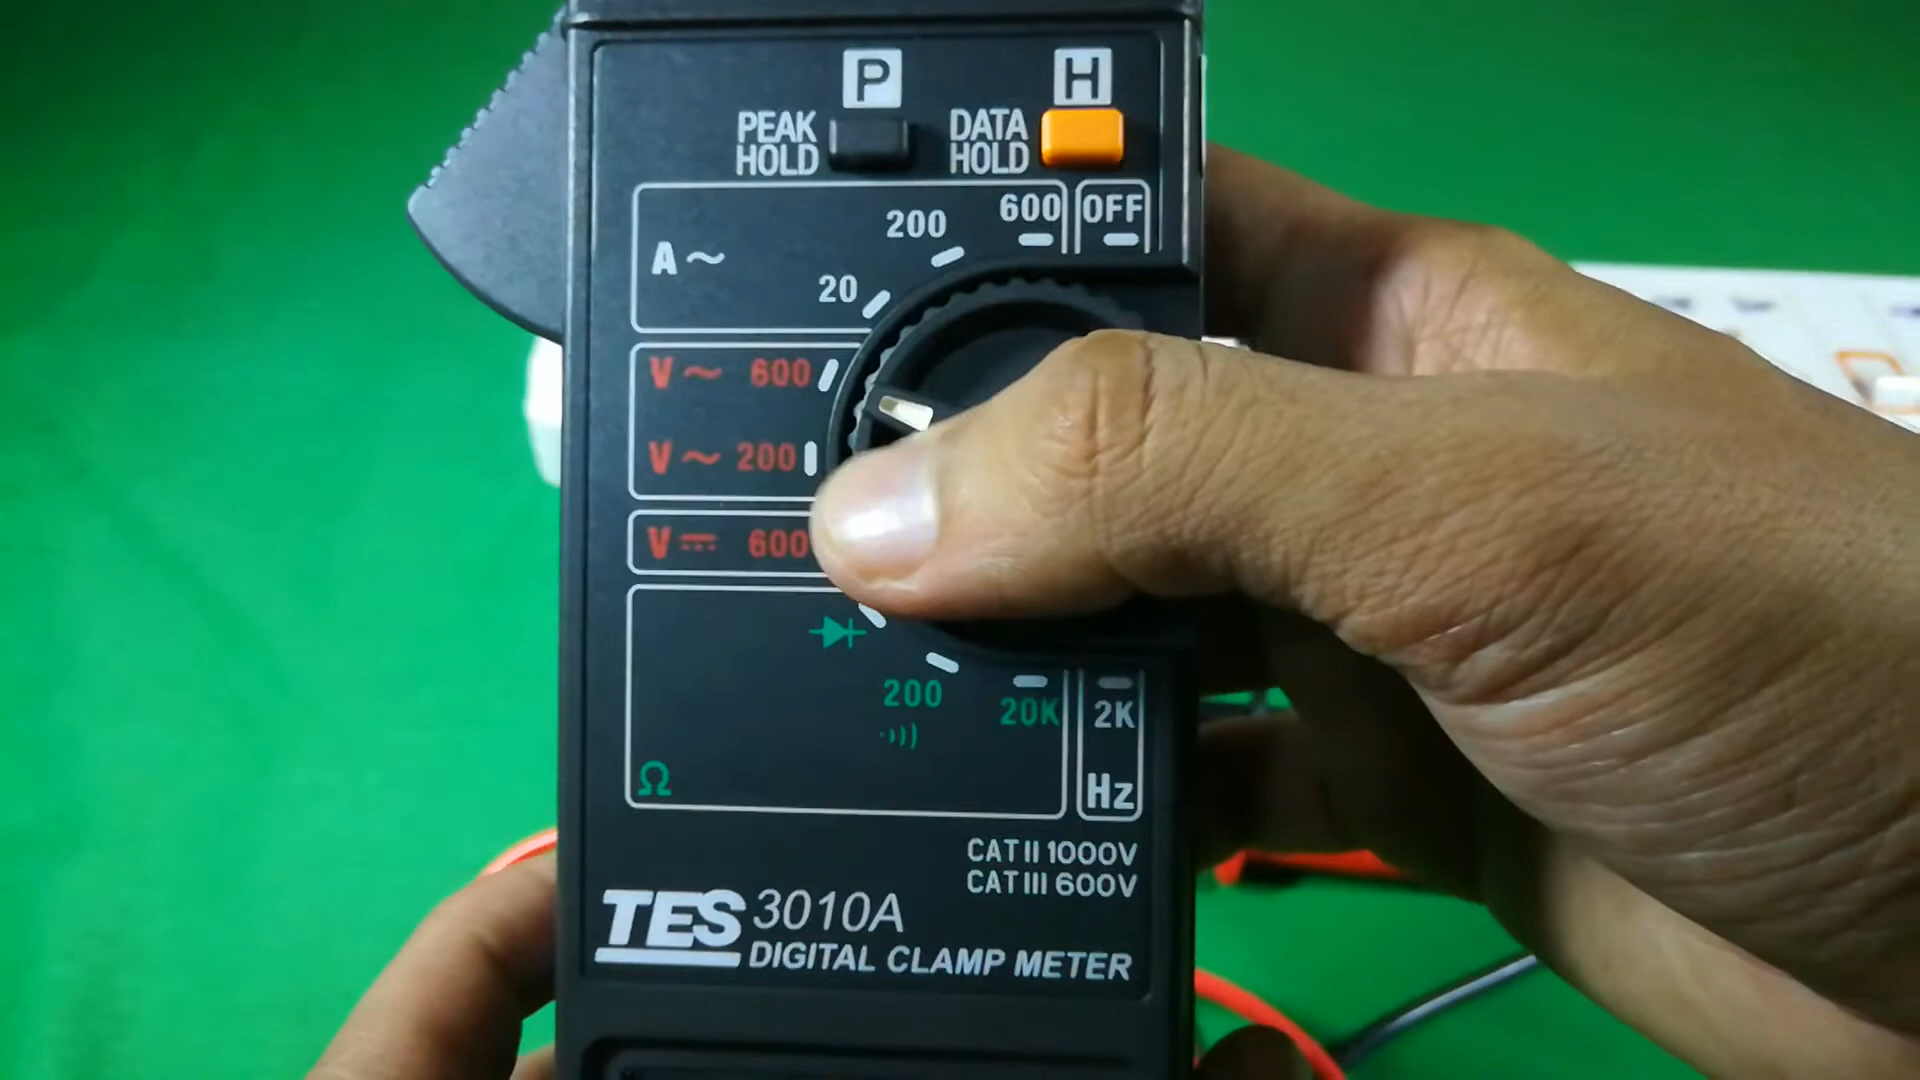 P H
PEAK HOLD
DATA HOLD
A~ 20 200 600 OFF
V~ 600
V~ 200
V⎓ 600
200 20K 2K
Ω Hz
CAT II 1000V
CAT III 600V
TES 3010A
DIGITAL CLAMP METER